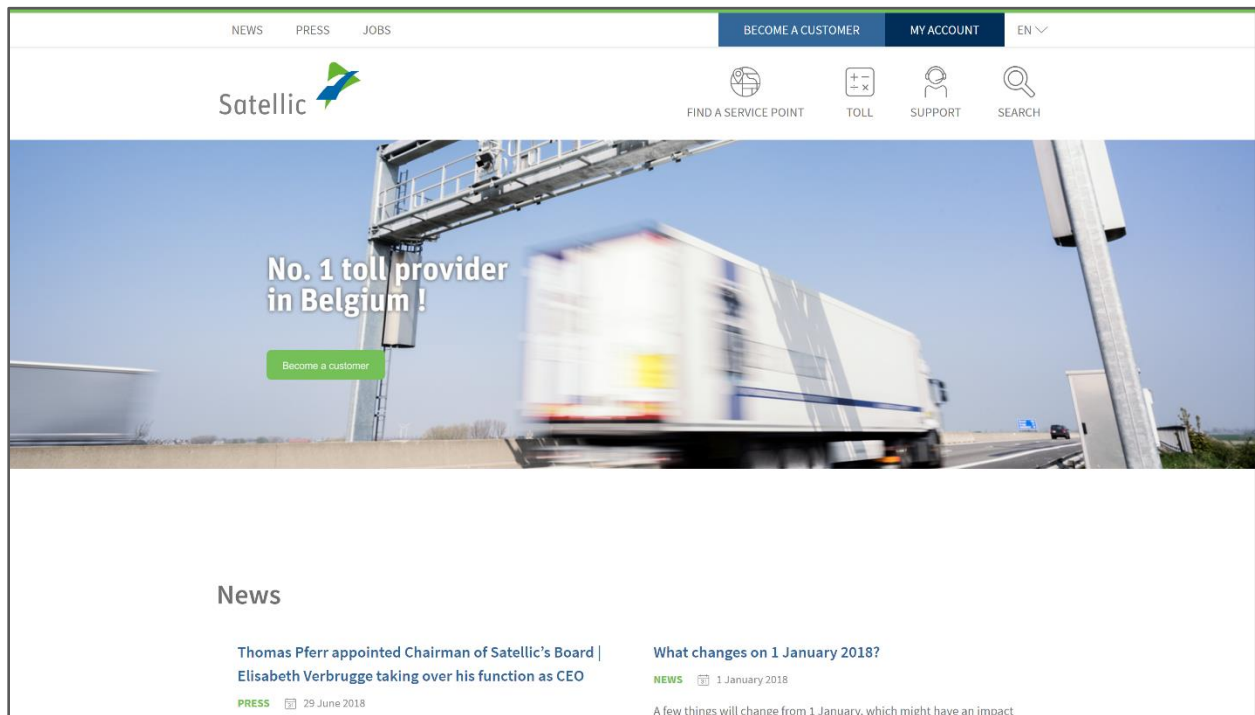 NEWS PRESS JOBS BECOME A CUSTOMER MY ACCOUNT EN
Satellic
FIND A SERVICE POINT TOLL SUPPORT SEARCH
No. 1 toll provider
in Belgium !
Become a customer
News
Thomas Pferr appointed Chairman of Satellic's Board |
Elisabeth Verbrugge taking over his function as CEO
PRESS 29 June 2018
What changes on 1 January 2018?
NEWS 1 January 2018
A few things will change from 1 January, which might have an impact